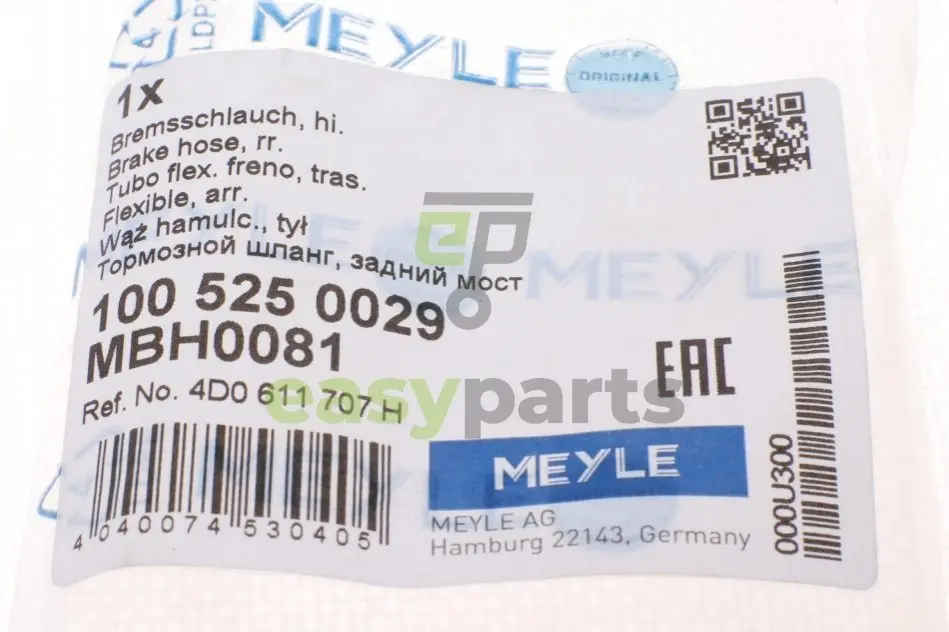 MEYLE
ORIGINAL
1x
Bremsschlauch, hi.
Brake hose, rr.
Tubo flex. freno, tras.
Flexible, arr.
Wąż hamulc., tył
Тормозной шланг, задний мост
MEYLE
100 525 0029
MBH0081
Ref. No. 4D0 611 707 H
easyparts
EAC
4 040074 530405
MEYLE
MEYLE AG
Hamburg 22143, Germany
000U300